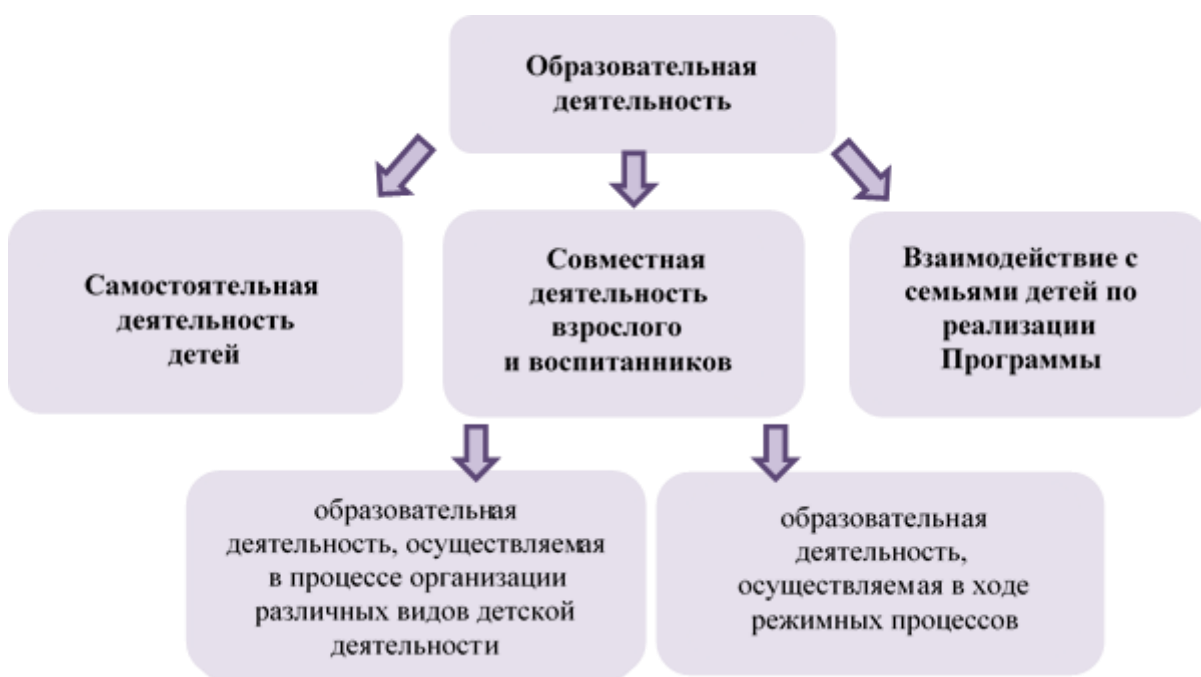 Образовательная
деятельность
Самостоятельная
деятельность
детей
Совместная
деятельность
взрослого
и воспитанников
Взаимодействие с
семьями детей по
реализации
Программы
образовательная
деятельность, осуществляемая
в процессе организации
различных видов детской
деятельности
образовательная
деятельность,
осуществляемая в ходе
режимных процессов